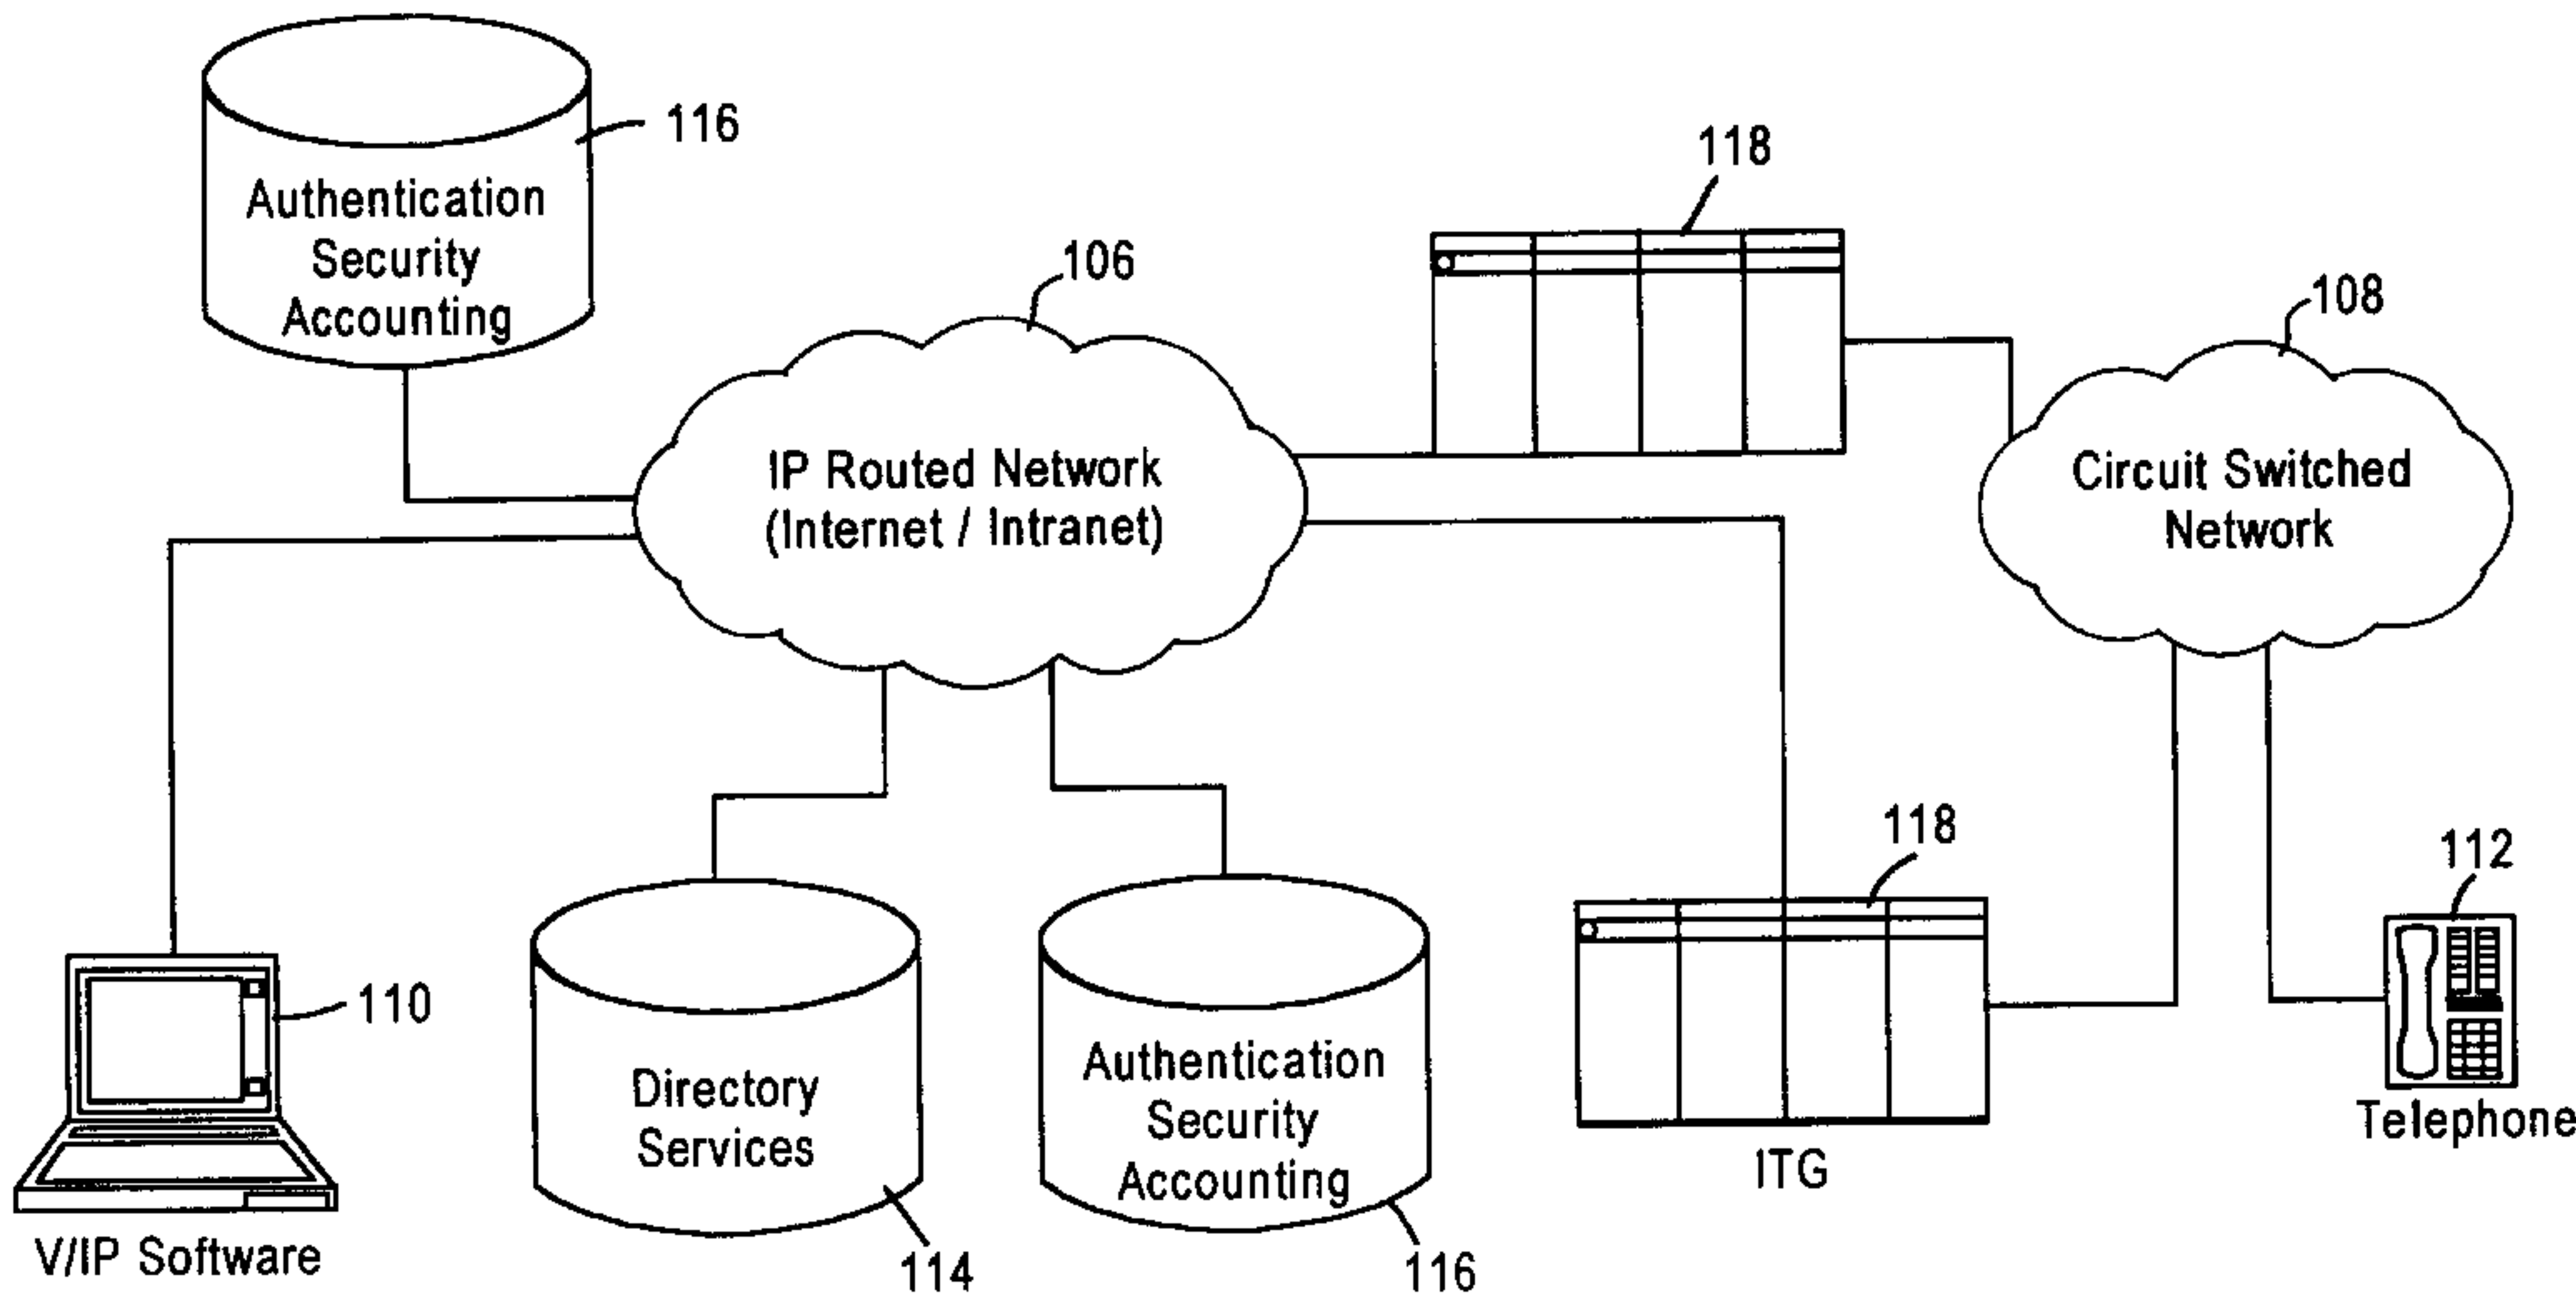 116
Authentication
Security
Accounting
118
106
108
IP Routed Network
(Internet / Intranet)
Circuit Switched
Network
118
112
110
Directory
Services
Authentication
Security
Accounting
ITG
Telephone
V/IP Software
114
116